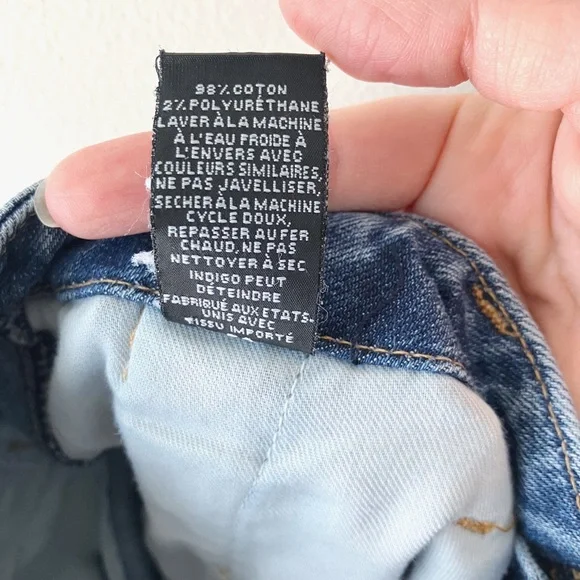 98% COTON
2% POLYURÉTHANE
LAVER À LA MACHINE
À L'EAU FROIDE À
L'ENVERS AVEC
COULEURS SIMILAIRES,
NE PAS JAVELLISER,
SECHER À LA MACHINE
CYCLE DOUX,
REPASSER AU FER
CHAUD, NE PAS
NETTOYER À SEC
INDIGO PEUT
DÉTEINDRE
FABRIQUÉ AUX ETATS-
UNIS AVEC
TISSU IMPORTÉ